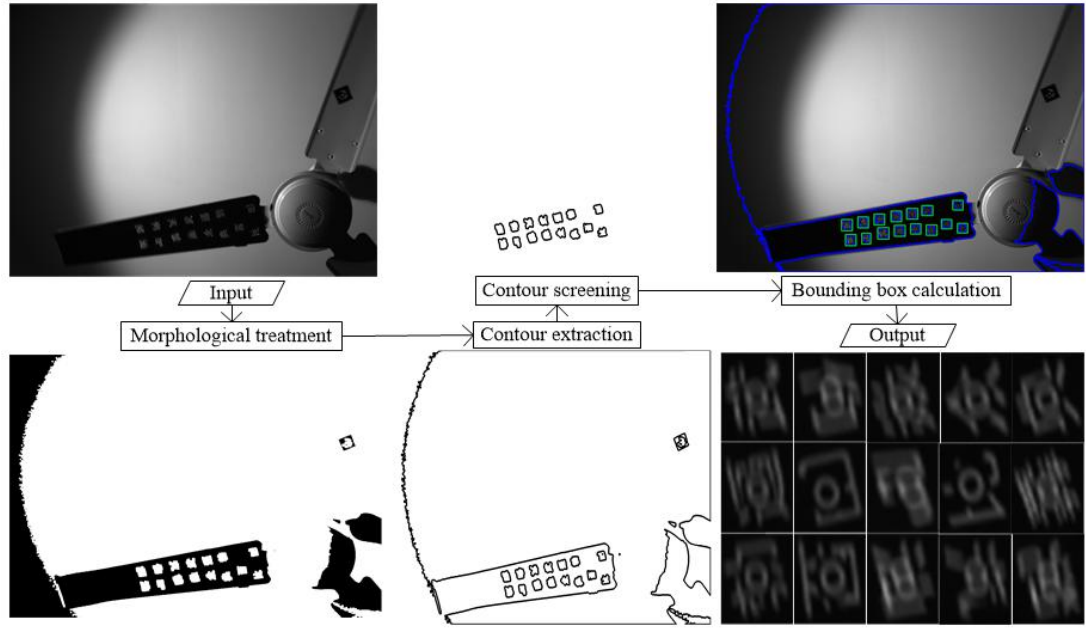 Input
Contour screening
Bounding box calculation
Morphological treatment
Contour extraction
Output